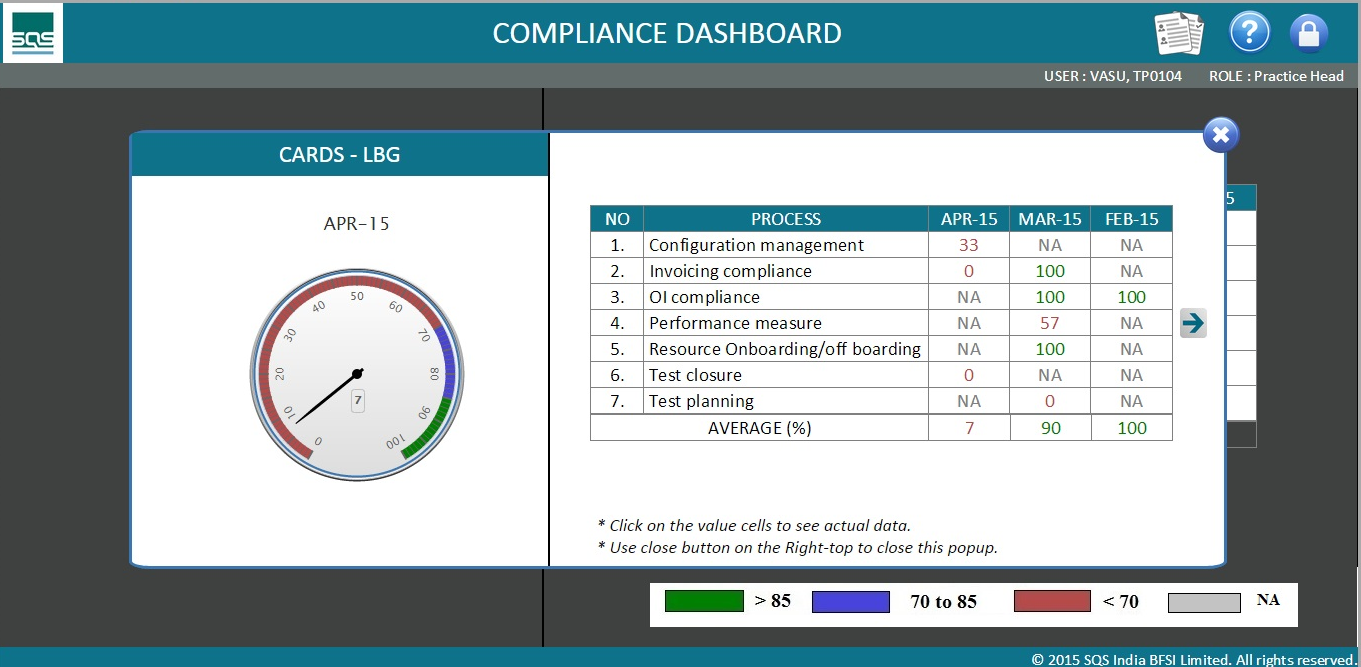 SQS
COMPLIANCE DASHBOARD
?
USER : VASU, TP0104 ROLE : Practice Head
CARDS - LBG
5
APR-15
0
10
20
30
40
50
60
70
80
90
100
7
NO PROCESS APR-15 MAR-15 FEB-15
1. Configuration management 33 NA NA
2. Invoicing compliance 0 100 NA
3. OI compliance NA 100 100
4. Performance measure NA 57 NA
5. Resource Onboarding/off boarding NA 100 NA
6. Test closure 0 NA NA
7. Test planning NA 0 NA
AVERAGE (%) 7 90 100
* Click on the value cells to see actual data.
* Use close button on the Right-top to close this popup.
> 85 70 to 85 < 70 NA
© 2015 SQS India BFSI Limited. All rights reserved.